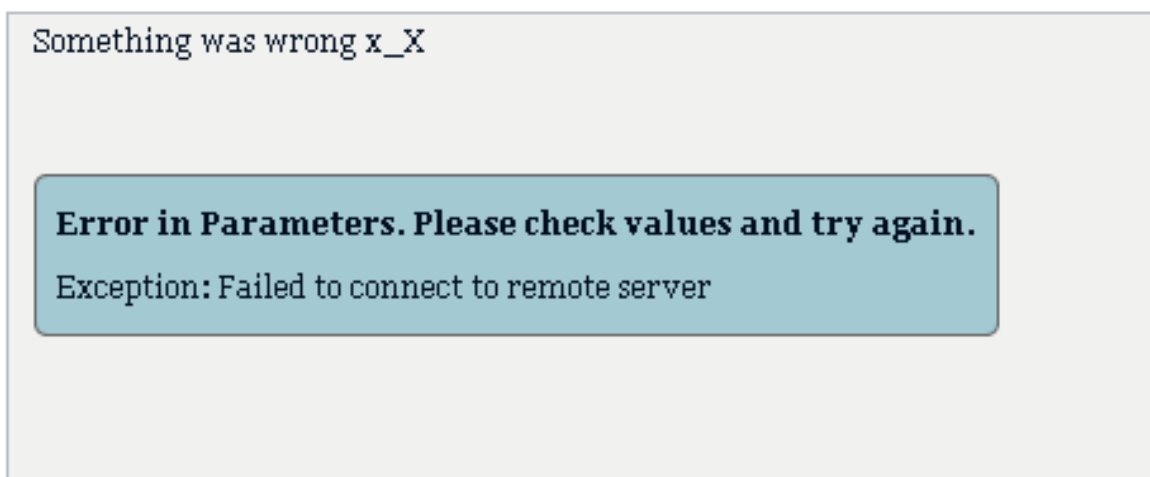 Something was wrong x_X
Error in Parameters. Please check values and try again.
Exception: Failed to connect to remote server